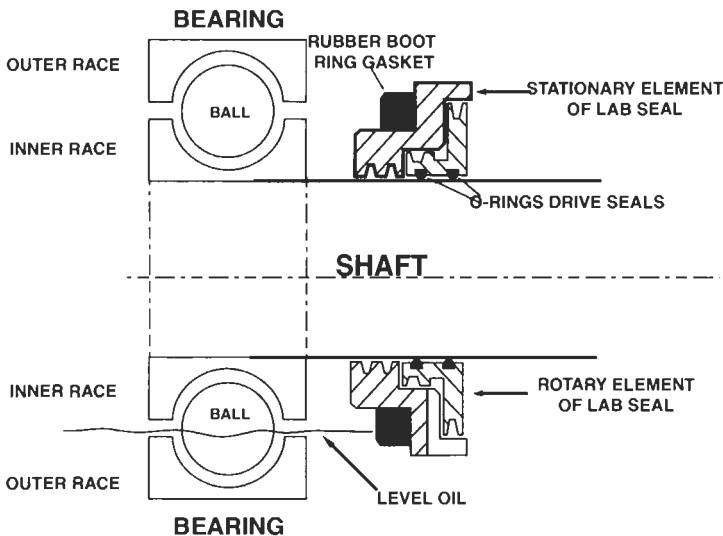 BEARING
OUTER RACE
BALL
INNER RACE
RUBBER BOOT
RING GASKET
STATIONARY ELEMENT
OF LAB SEAL
O-RINGS DRIVE SEALS
SHAFT
INNER RACE
BALL
OUTER RACE
ROTARY ELEMENT
OF LAB SEAL
LEVEL OIL
BEARING